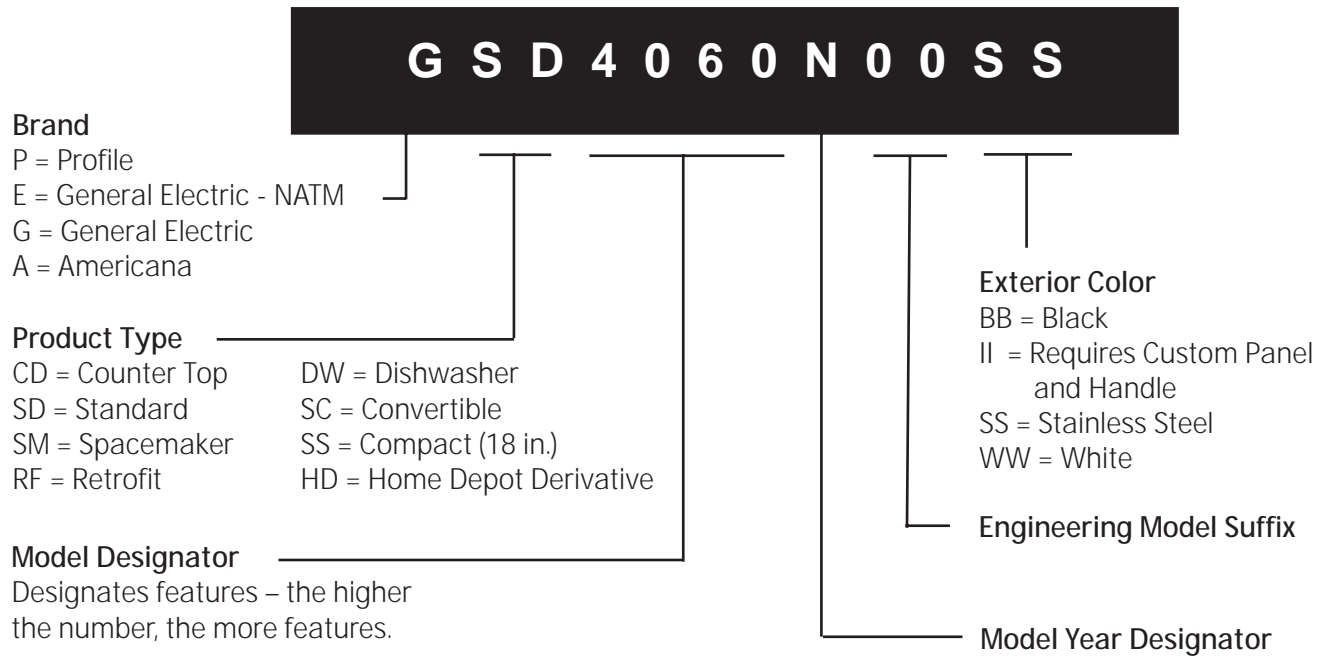 G S D 4 0 6 0 N 0 0 S S
Brand
P = Profile
E = General Electric - NATM
G = General Electric
A = Americana
Product Type
CD = Counter Top
SD = Standard
SM = Spacemaker
RF = Retrofit
DW = Dishwasher
SC = Convertible
SS = Compact (18 in.)
HD = Home Depot Derivative
Model Designator
Designates features – the higher
the number, the more features.
Exterior Color
BB = Black
II = Requires Custom Panel
and Handle
SS = Stainless Steel
WW = White
Engineering Model Suffix
Model Year Designator